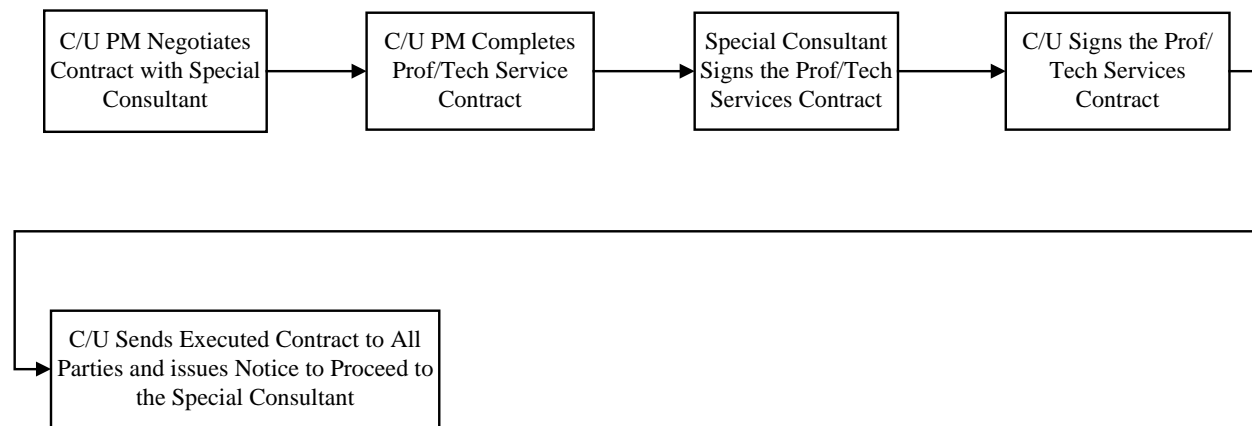 C/U PM Negotiates
Contract with Special
Consultant
C/U PM Completes
Prof/Tech Service
Contract
Special Consultant
Signs the Prof/Tech
Services Contract
C/U Signs the Prof/
Tech Services
Contract
C/U Sends Executed Contract to All
Parties and issues Notice to Proceed to
the Special Consultant